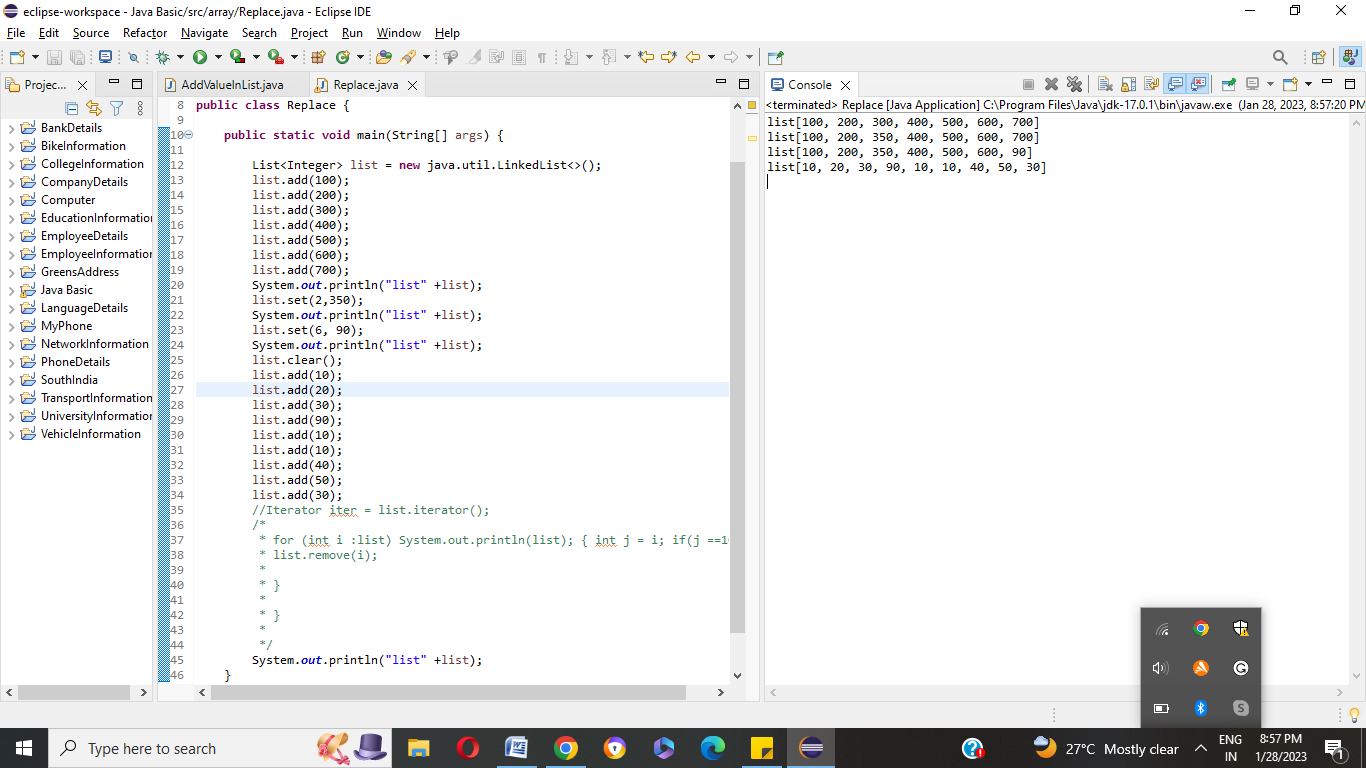 eclipse-workspace - Java Basic/src/array/Replace.java - Eclipse IDE
File Edit Source Refactor Navigate Search Project Run Window Help
Projec...
BankDetails
BikeInformation
CollegeInformation
CompanyDetails
Computer
EducationInformation
EmployeeDetails
EmployeeInformation
GreensAddress
Java Basic
LanguageDetails
MyPhone
NetworkInformation
PhoneDetails
SouthIndia
TransportInformation
UniversityInformation
VehicleInformation
AddValueInList.java Replace.java
8 public class Replace {
9
10 public static void main(String[] args) {
11
12 List<Integer> list = new java.util.LinkedList<>();
13 list.add(100);
14 list.add(200);
15 list.add(300);
16 list.add(400);
17 list.add(500);
18 list.add(600);
19 list.add(700);
20 System.out.println("list" +list);
21 list.set(2,350);
22 System.out.println("list" +list);
23 list.set(6, 90);
24 System.out.println("list" +list);
25 list.clear();
26 list.add(10);
27 list.add(20);
28 list.add(30);
29 list.add(90);
30 list.add(10);
31 list.add(10);
32 list.add(40);
33 list.add(50);
34 list.add(30);
35 //Iterator iter = list.iterator();
36 /*
37 * for (int i :list) System.out.println(list); { int j = i; if(j ==10
38 * list.remove(i);
39 *
40 * }
41 *
42 * }
43 *
44 */
45 System.out.println("list" +list);
46 }
Console
<terminated> Replace [Java Application] C:\Program Files\Java\jdk-17.0.1\bin\javaw.exe (Jan 28, 2023, 8:57:20 PM
list[100, 200, 300, 400, 500, 600, 700]
list[100, 200, 350, 400, 500, 600, 700]
list[100, 200, 350, 400, 500, 600, 90]
list[10, 20, 30, 90, 10, 10, 40, 50, 30]
Type here to search
27°C Mostly clear
ENG
IN
8:57 PM
1/28/2023
1